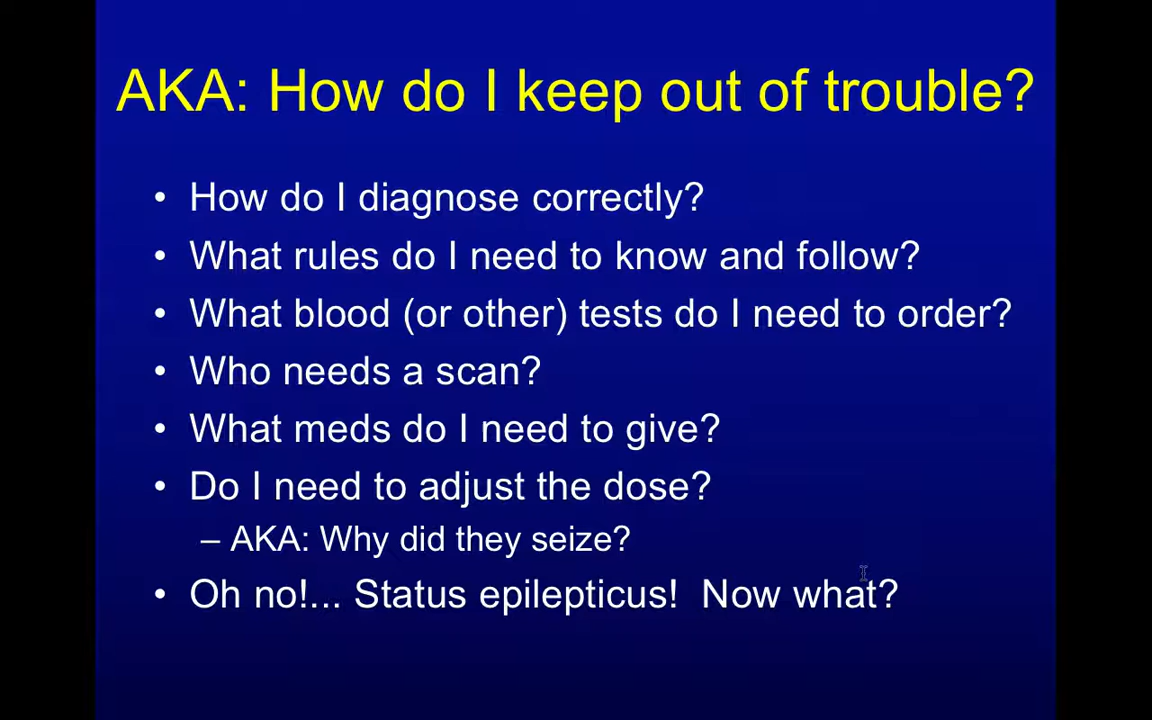 AKA: How do I keep out of trouble?
• How do I diagnose correctly?
• What rules do I need to know and follow?
• What blood (or other) tests do I need to order?
• Who needs a scan?
• What meds do I need to give?
• Do I need to adjust the dose?
– AKA: Why did they seize?
• Oh no!... Status epilepticus!  Now what?